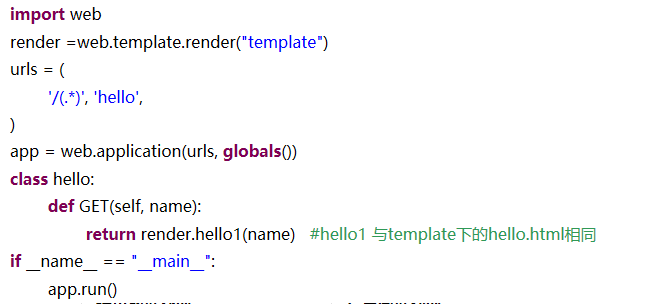 import web
render =web.template.render("template")
urls = (
'/(.*)', 'hello',
)
app = web.application(urls, globals())
class hello:
def GET(self, name):
return render.hello1(name) #hello1 与template下的hello.html相同
if __name__ == "__main__":
app.run()